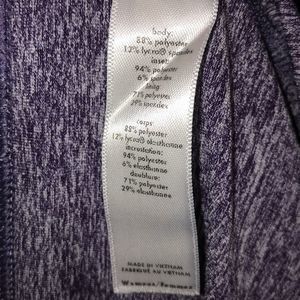 body:
88% polyester
12% lycra® spandex
inset:
94% polyester
6% spandex
lining:
71% polyester
29% spandex
corps:
88% polyester
12% lycra® élasthanne
incrustation:
94% polyester
6% élasthanne
doublure:
71% polyester
29% élasthanne
MADE IN VIETNAM
FABRIQUÉ AU VIETNAM
Women/Femmes